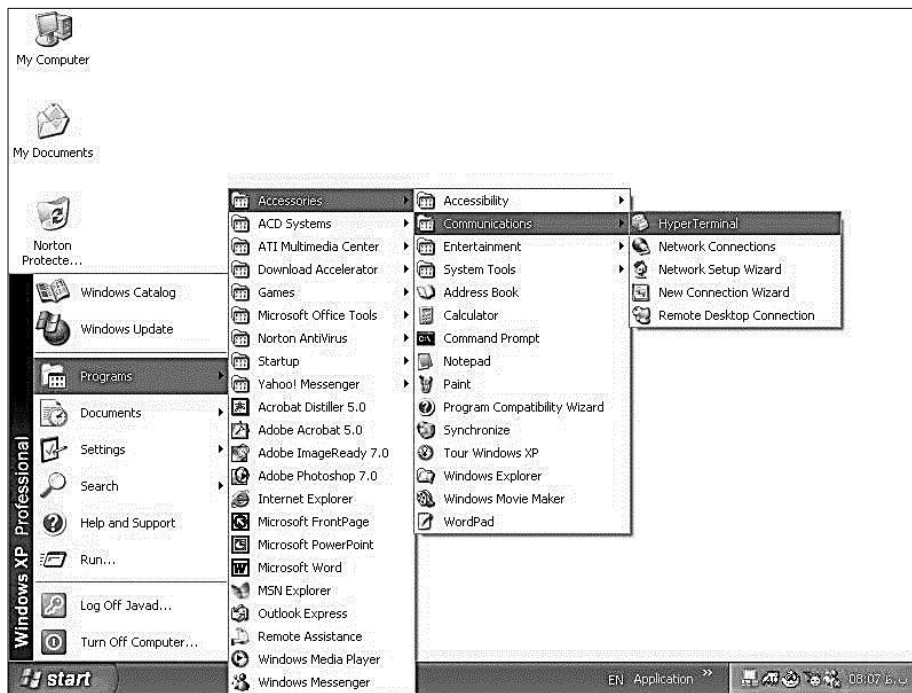 My Computer
My Documents
Norton
Protecte...
Windows Catalog
Windows Update
Programs
Documents
Settings
Search
Help and Support
Run...
Log Off Javad...
Turn Off Computer...
Windows XP Professional
Accessories
ACD Systems
ATI Multimedia Center
Download Accelerator
Games
Microsoft Office Tools
Norton AntiVirus
Startup
Yahoo! Messenger
Acrobat Distiller 5.0
Adobe Acrobat 5.0
Adobe ImageReady 7.0
Adobe Photoshop 7.0
Internet Explorer
Microsoft FrontPage
Microsoft PowerPoint
Microsoft Word
MSN Explorer
Outlook Express
Remote Assistance
Windows Media Player
Windows Messenger
Accessibility
Communications
Entertainment
System Tools
Address Book
Calculator
Command Prompt
Notepad
Paint
Program Compatibility Wizard
Synchronize
Tour Windows XP
Windows Explorer
Windows Movie Maker
WordPad
HyperTerminal
Network Connections
Network Setup Wizard
New Connection Wizard
Remote Desktop Connection
start
EN Application »
08:07